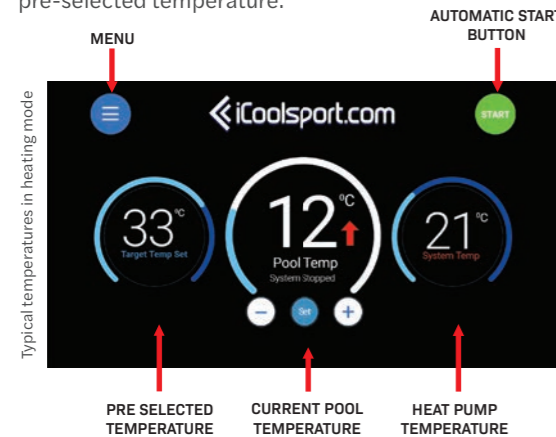 pre-selected temperature.
MENU
AUTOMATIC START
BUTTON
Typical temperatures in heating mode
iCoolsport.com
START
33°C
Target Temp Set
12°C
Pool Temp
System Stopped
21°C
System Temp
− Set +
PRE SELECTED
TEMPERATURE
CURRENT POOL
TEMPERATURE
HEAT PUMP
TEMPERATURE